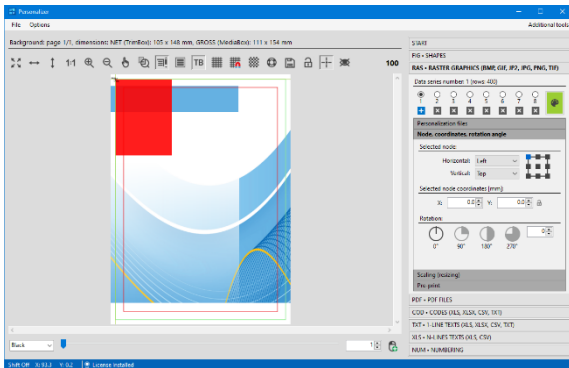 Personalizer
File Options Additional tools
Background: page 1/1, dimensions: NET (TrimBox): 105 x 148 mm, GROSS (MediaBox): 111 x 154 mm
START
FIG • SHAPES
RAS • RASTER GRAPHICS (BMP, GIF, JP2, JPG, PNG, TIF)
1:1 TB 100
Data series number 1 (rows: 400)
1 2 3 4 5 6 7 8
Personalization files
Node, coordinates, rotation angle
Selected node:
Horizontal: Left
Vertical: Top
Selected node coordinates (mm)
X: 0.0 Y: 0.0
Rotation:
0° 90° 180° 270° 0
Scaling (resizing)
Pre-print
PDF • PDF FILES
COD • CODES (XLS, XLSX, CSV, TXT)
TXT • 1-LINE TEXTS (XLS, XLSX, CSV, TXT)
XLS • N-LINES TEXTS (XLS, CSV)
NUM • NUMBERING
Black 1
Shift Off X: 93.3 Y: 0.2 License installed